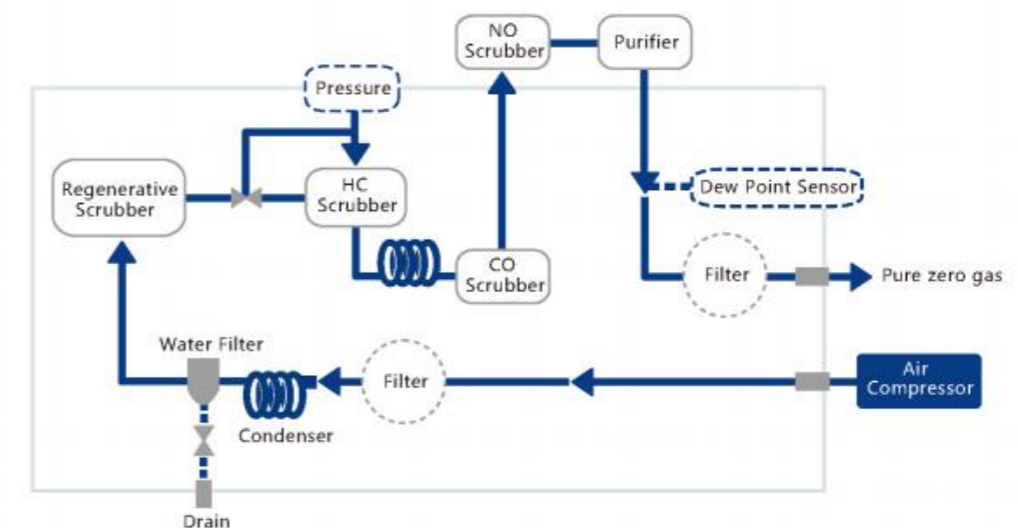 NO
Scrubber
Purifier
Pressure
Regenerative
Scrubber
HC
Scrubber
Dew Point Sensor
CO
Scrubber
Filter
Pure zero gas
Water Filter
Filter
Air
Compressor
Condenser
Drain